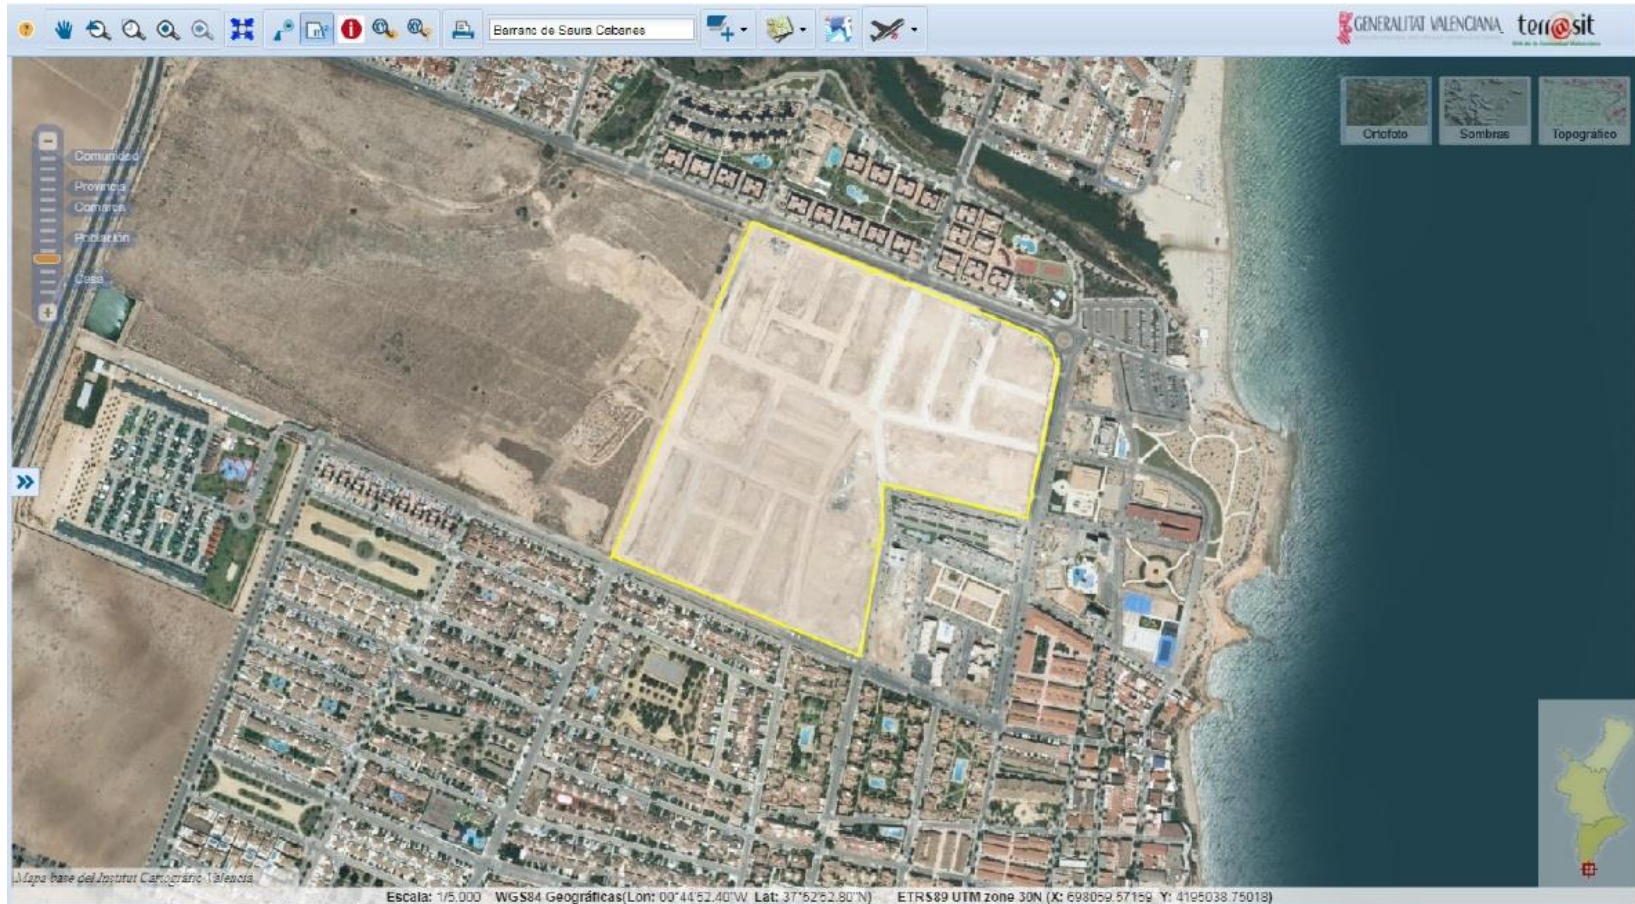 Barranc de Saura Cabanes
GENERALITAT VALENCIANA
terr@sit
Ortofoto
Sombras
Topográfico
Comunidad
Provincia
Comarca
Población
Casa
Mapa base del Institut Cartogràfic Valencià
Escala: 1/5.000 WGS84 Geográficas(Lon: 00°44'52.40"W Lat: 37°52'52.80"N) ETRS89 UTM zone 30N (X: 698059.57159 Y: 4195038.75018)